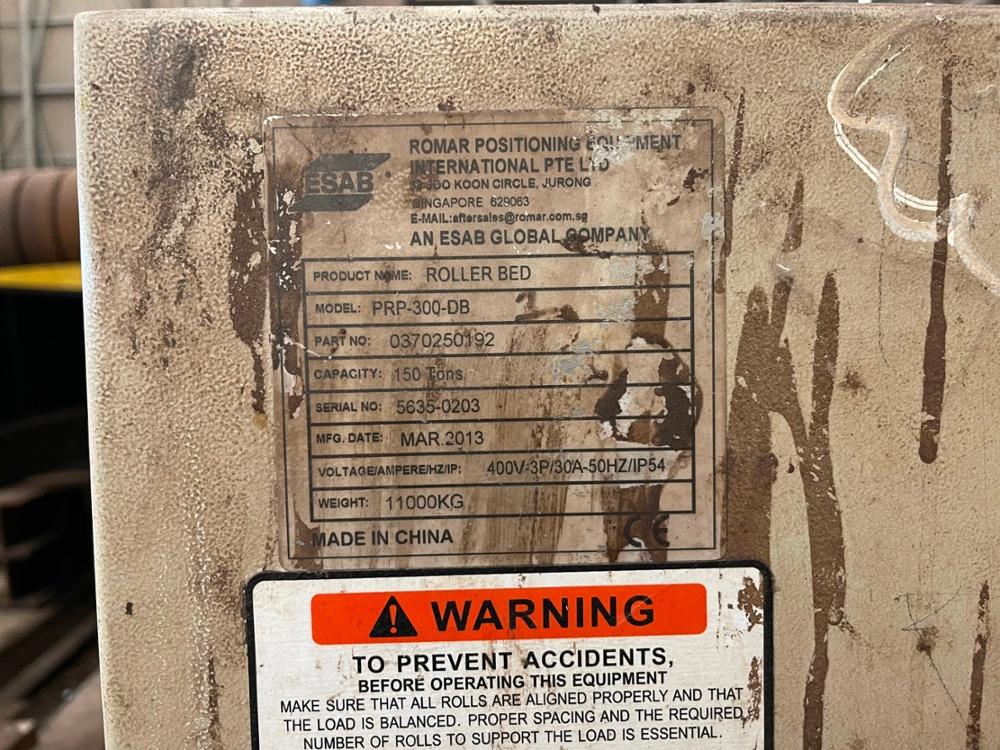 ESAB
ROMAR POSITIONING EQUIPMENT
INTERNATIONAL PTE LTD
JOO KOON CIRCLE, JURONG
SINGAPORE 629063
E-MAIL:aftersales@romar.com.sg
AN ESAB GLOBAL COMPANY
PRODUCT NAME: ROLLER BED
MODEL: PRP-300-DB
PART NO: 0370250192
CAPACITY: 150 Tons
SERIAL NO: 5635-0203
MFG. DATE: MAR.2013
VOLTAGE/AMPERE/HZ/IP: 400V-3P/30A-50HZ/IP54
WEIGHT: 11000KG
MADE IN CHINA CE
WARNING
TO PREVENT ACCIDENTS,
BEFORE OPERATING THIS EQUIPMENT
MAKE SURE THAT ALL ROLLS ARE ALIGNED PROPERLY AND THAT
THE LOAD IS BALANCED. PROPER SPACING AND THE REQUIRED
NUMBER OF ROLLS TO SUPPORT THE LOAD IS ESSENTIAL.